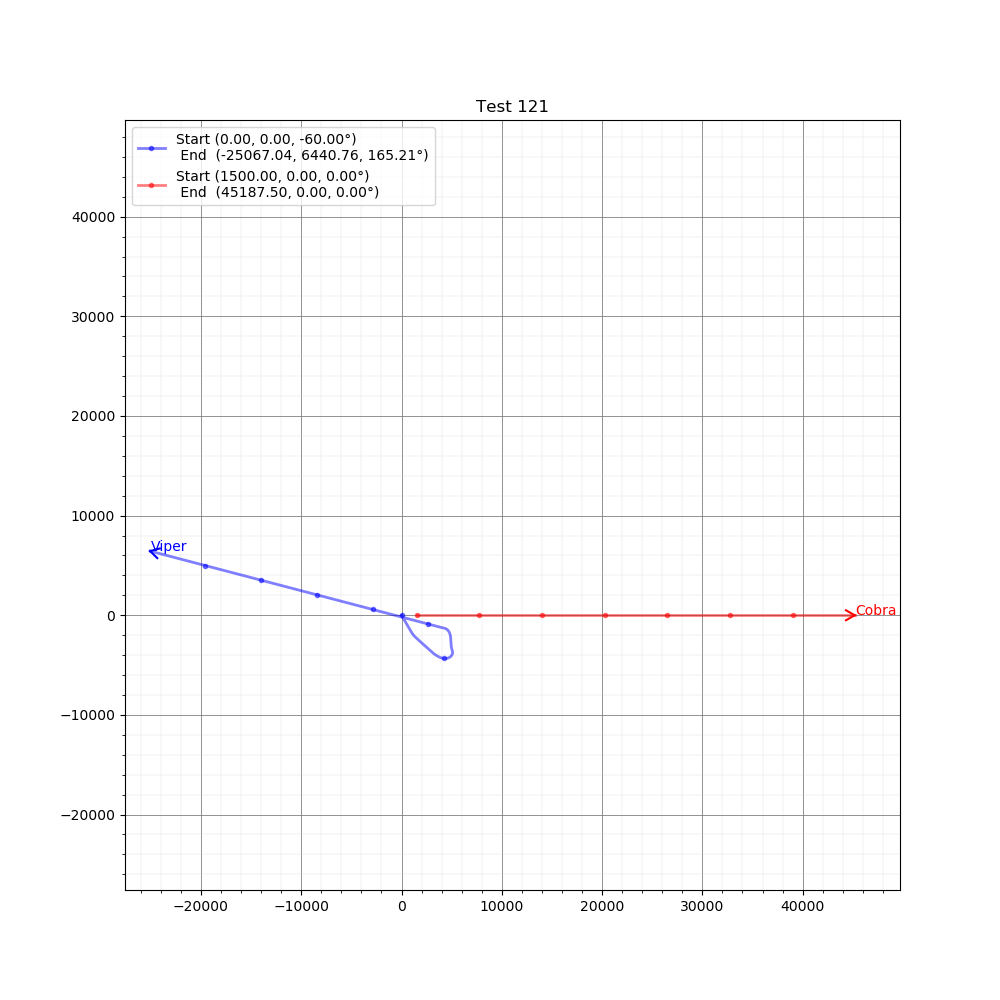 Test 121
Start (0.00, 0.00, -60.00°)
End  (-25067.04, 6440.76, 165.21°)
Start (1500.00, 0.00, 0.00°)
End  (45187.50, 0.00, 0.00°)
40000
30000
20000
10000
0
−10000
−20000
Viper
Cobra
−20000
−10000
0
10000
20000
30000
40000